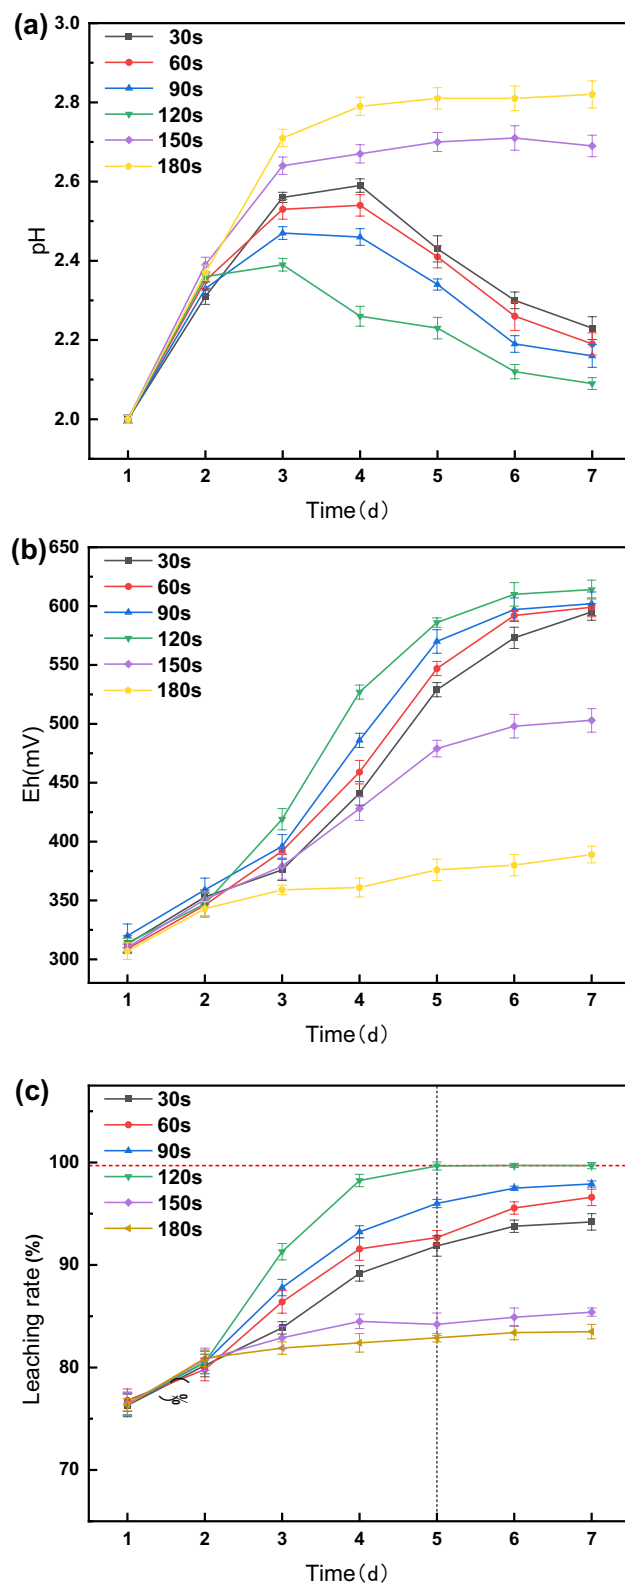 (a)
3.0
2.8
2.6
2.4
2.2
2.0
pH
30s
60s
90s
120s
150s
180s
1 2 3 4 5 6 7
Time(d)
(b)
650
600
550
500
450
400
350
300
Eh(mV)
30s
60s
90s
120s
150s
180s
1 2 3 4 5 6 7
Time(d)
(c)
100
90
80
70
Leaching rate (%)
30s
60s
90s
120s
150s
180s
(%)
1 2 3 4 5 6 7
Time(d)